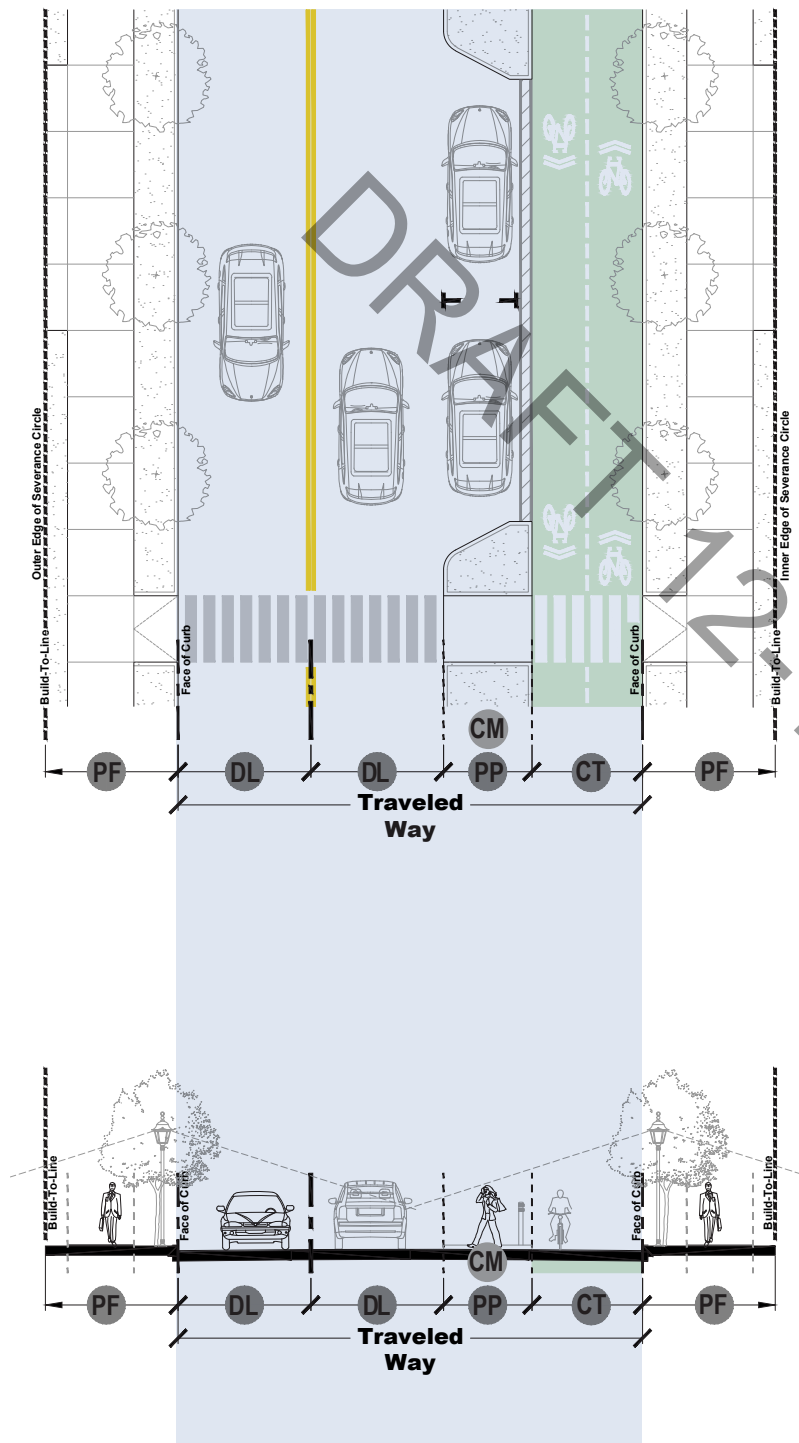 Outer Edge of Severance Circle
Inner Edge of Severance Circle
DRAFT 12.
Build-To-Line
Face of Curb
Face of Curb
Build-To-Line
CM
PF DL DL PP CT PF
Traveled
Way
Build-To-Line
Face of Curb
Face of Curb
Build-To-Line
CM
PF DL DL PP CT PF
Traveled
Way